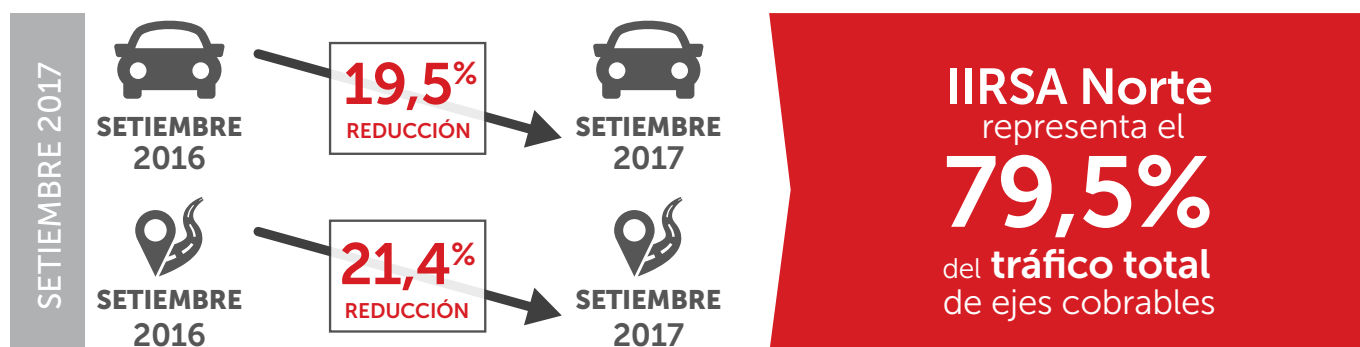 SETIEMBRE 2017
SETIEMBRE
2016
19,5%
REDUCCIÓN
SETIEMBRE
2017
SETIEMBRE
2016
21,4%
REDUCCIÓN
SETIEMBRE
2017
IIRSA Norte
representa el
79,5%
del tráfico total
de ejes cobrables